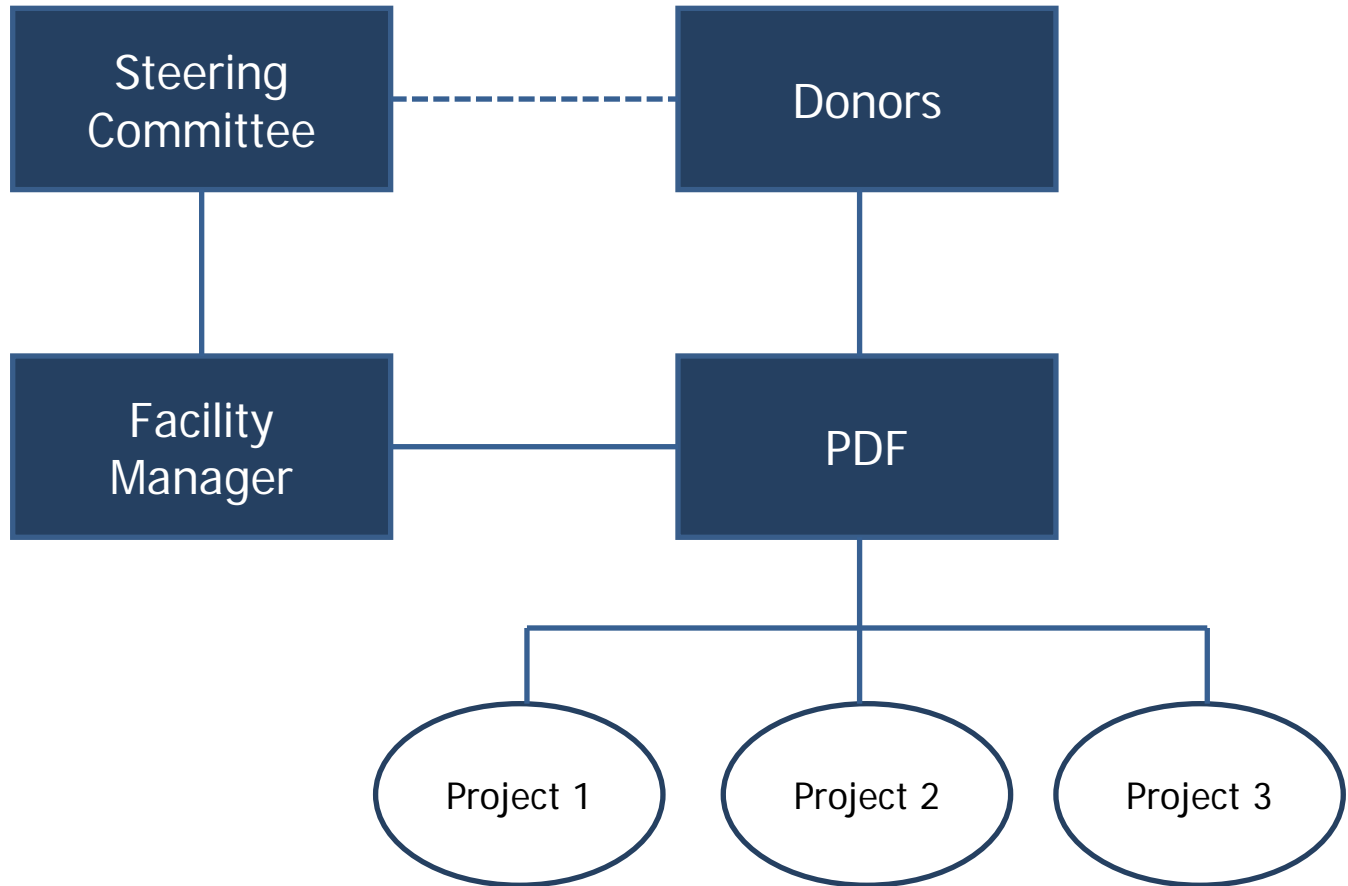 Steering
Committee
Donors
Facility
Manager
PDF
Project 1
Project 2
Project 3